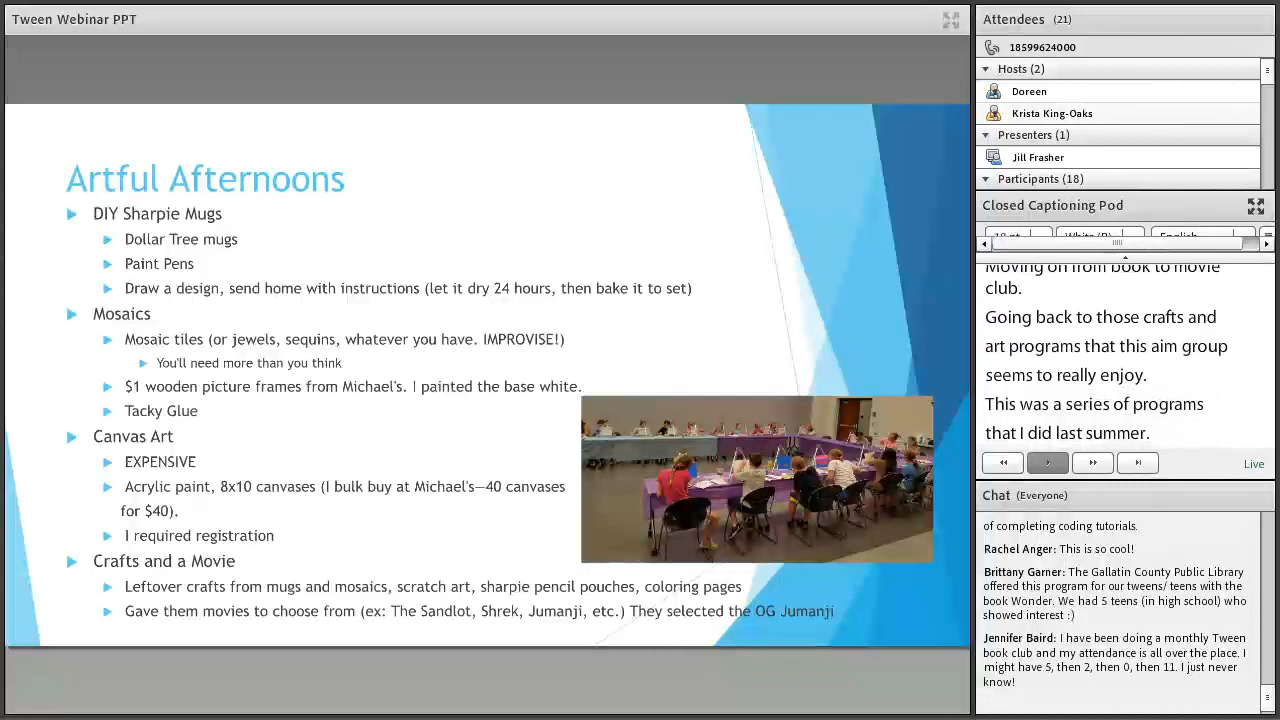 Tween Webinar PPT
Artful Afternoons
DIY Sharpie Mugs
Dollar Tree mugs
Paint Pens
Draw a design, send home with instructions (let it dry 24 hours, then bake it to set)
Mosaics
Mosaic tiles (or jewels, sequins, whatever you have. IMPROVISE!)
You'll need more than you think
$1 wooden picture frames from Michael's. I painted the base white.
Tacky Glue
Canvas Art
EXPENSIVE
Acrylic paint, 8x10 canvases (I bulk buy at Michael's—40 canvases
for $40).
I required registration
Crafts and a Movie
Leftover crafts from mugs and mosaics, scratch art, sharpie pencil pouches, coloring pages
Gave them movies to choose from (ex: The Sandlot, Shrek, Jumanji, etc.) They selected the OG Jumanji
Attendees (21)
18599624000
Hosts (2)
Doreen
Krista King-Oaks
Presenters (1)
Jill Frasher
Participants (18)
Closed Captioning Pod
Moving on from book to movie
club.
Going back to those crafts and
art programs that this aim group
seems to really enjoy.
This was a series of programs
that I did last summer.
Live
Chat (Everyone)
of completing coding tutorials.
Rachel Anger: This is so cool!
Brittany Garner: The Gallatin County Public Library
offered this program for our tweens/ teens with the
book Wonder. We had 5 teens (in high school) who
showed interest :)
Jennifer Baird: I have been doing a monthly Tween
book club and my attendance is all over the place. I
might have 5, then 2, then 0, then 11. I just never
know!